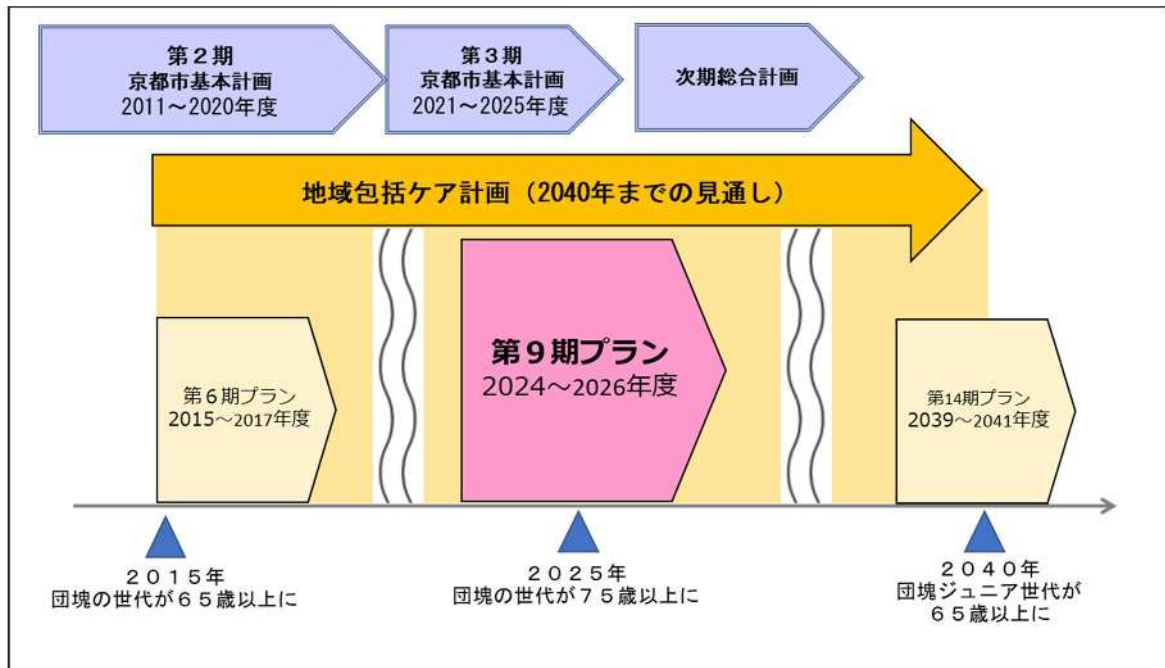 第２期
京都市基本計画
2011～2020年度
第３期
京都市基本計画
2021～2025年度
次期総合計画
地域包括ケア計画（2040年までの見通し）
第９期プラン
2024～2026年度
第６期プラン
2015～2017年度
第14期プラン
2039～2041年度
２０１５年
団塊の世代が６５歳以上に
２０２５年
団塊の世代が７５歳以上に
２０４０年
団塊ジュニア世代が
６５歳以上に